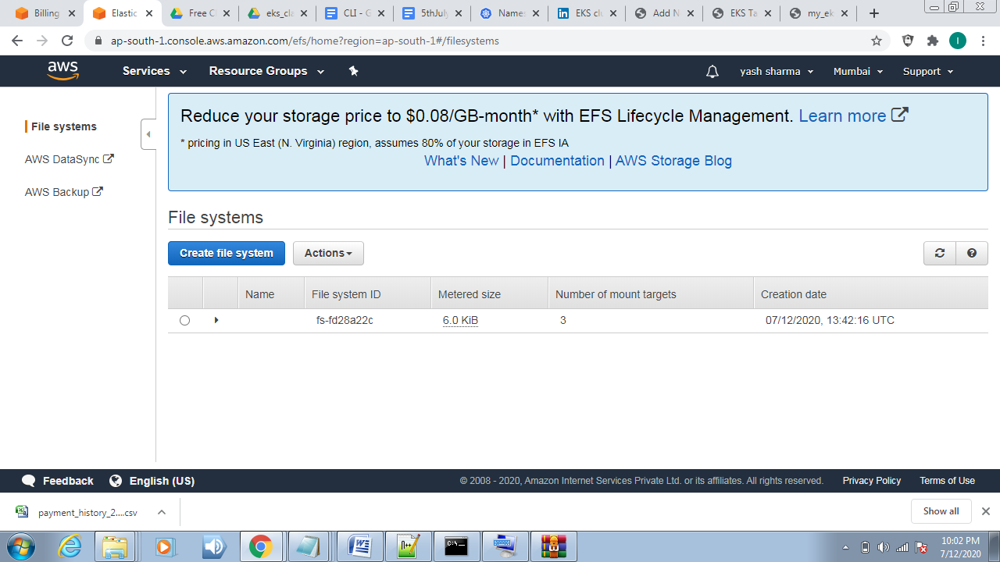 Billing
Elastic
Free C
eks_cla
CLI - G
5thJuly
Names
EKS clu
Add N
EKS Ta
my_ek
ap-south-1.console.aws.amazon.com/efs/home?region=ap-south-1#/filesystems
I
aws
Services
Resource Groups
yash sharma
Mumbai
Support
File systems
AWS DataSync
AWS Backup
Reduce your storage price to $0.08/GB-month* with EFS Lifecycle Management. Learn more
* pricing in US East (N. Virginia) region, assumes 80% of your storage in EFS IA
What's New | Documentation | AWS Storage Blog
File systems
Create file system
Actions
Name
File system ID
Metered size
Number of mount targets
Creation date
fs-fd28a22c
6.0 KiB
3
07/12/2020, 13:42:16 UTC
Feedback
English (US)
© 2008 - 2020, Amazon Internet Services Private Ltd. or its affiliates. All rights reserved.
Privacy Policy
Terms of Use
payment_history_2....csv
Show all
10:02 PM
7/12/2020